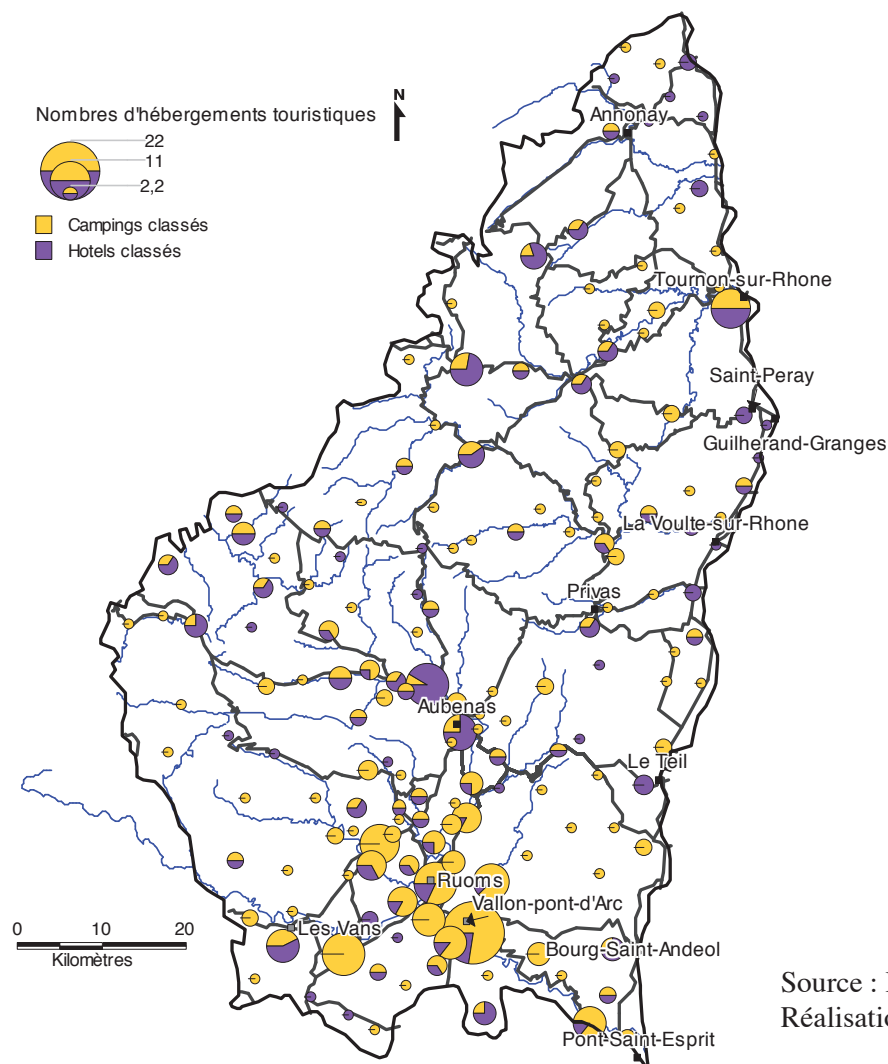 Nombres d'hébergements touristiques
N
22
11
2,2
Campings classés
Hotels classés
Annonay
Tournon-sur-Rhone
Saint-Peray
Guilherand-Granges
La Voulte-sur-Rhone
Privas
Aubenas
Le Teil
Ruoms
Vallon-pont-d'Arc
Les Vans
Bourg-Saint-Andeol
0 10 20
Kilomètres
Source :
Réalisation
Pont-Saint-Esprit